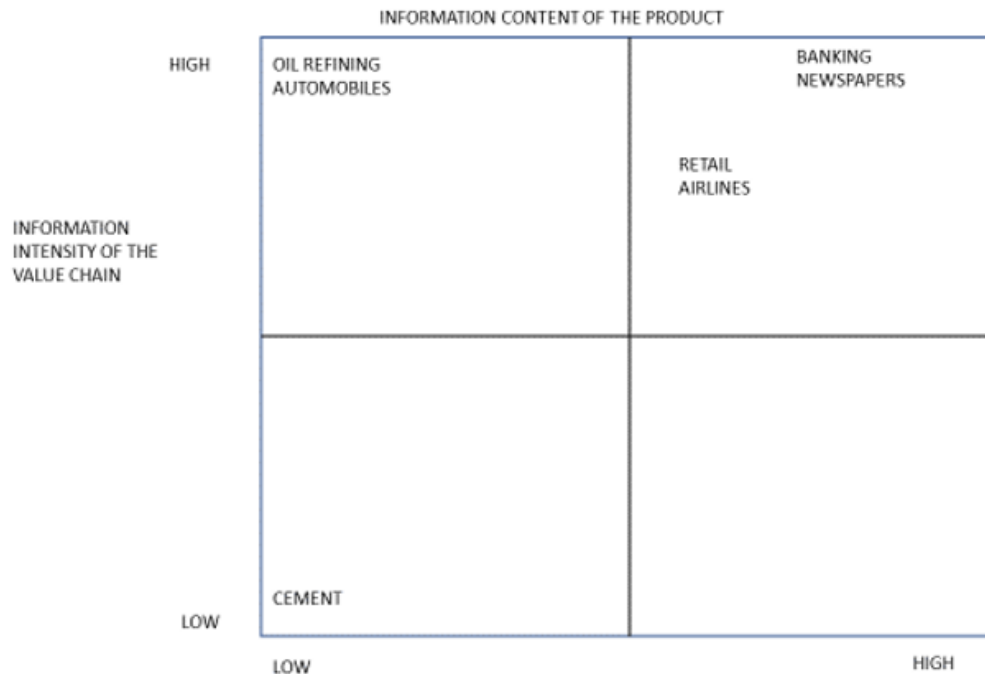 INFORMATION CONTENT OF THE PRODUCT
HIGH
OIL REFINING
AUTOMOBILES
BANKING
NEWSPAPERS
RETAIL
AIRLINES
INFORMATION
INTENSITY OF THE
VALUE CHAIN
CEMENT
LOW
LOW
HIGH